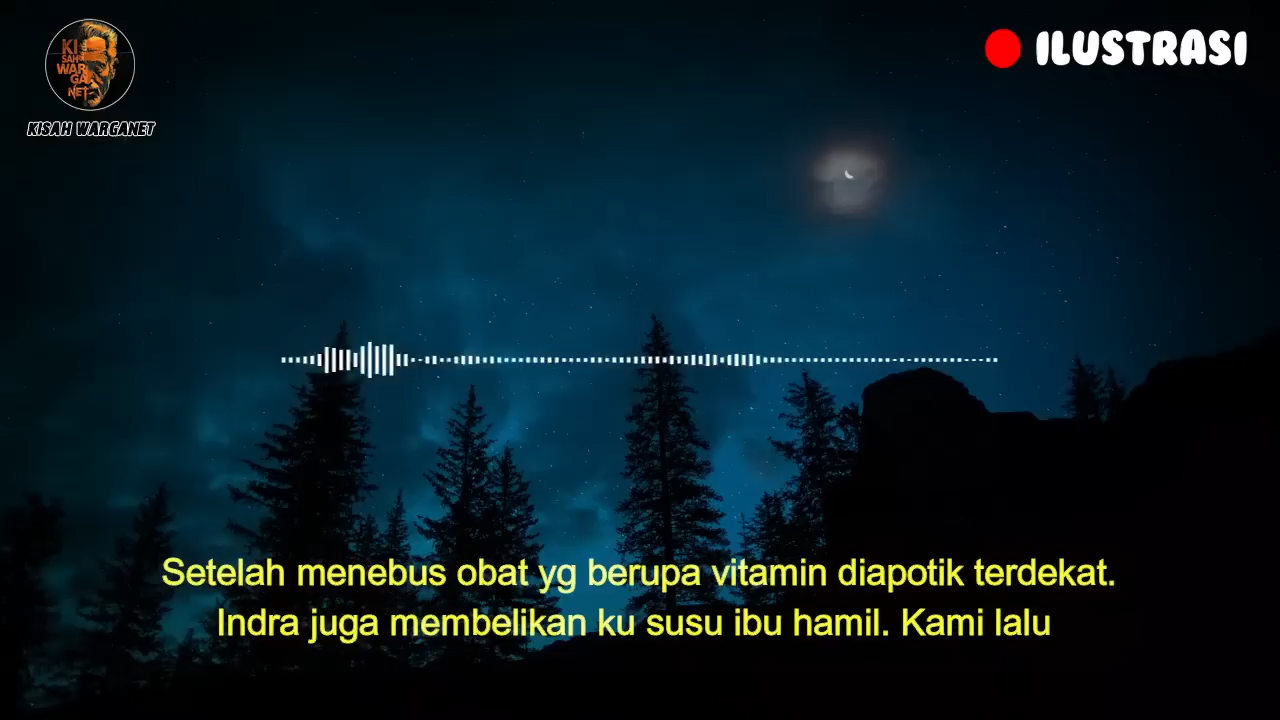 KI
SAH
WAR
GA
NET
KISAH WARGANET
ILUSTRASI
Setelah menebus obat yg berupa vitamin diapotik terdekat.
Indra juga membelikan ku susu ibu hamil. Kami lalu